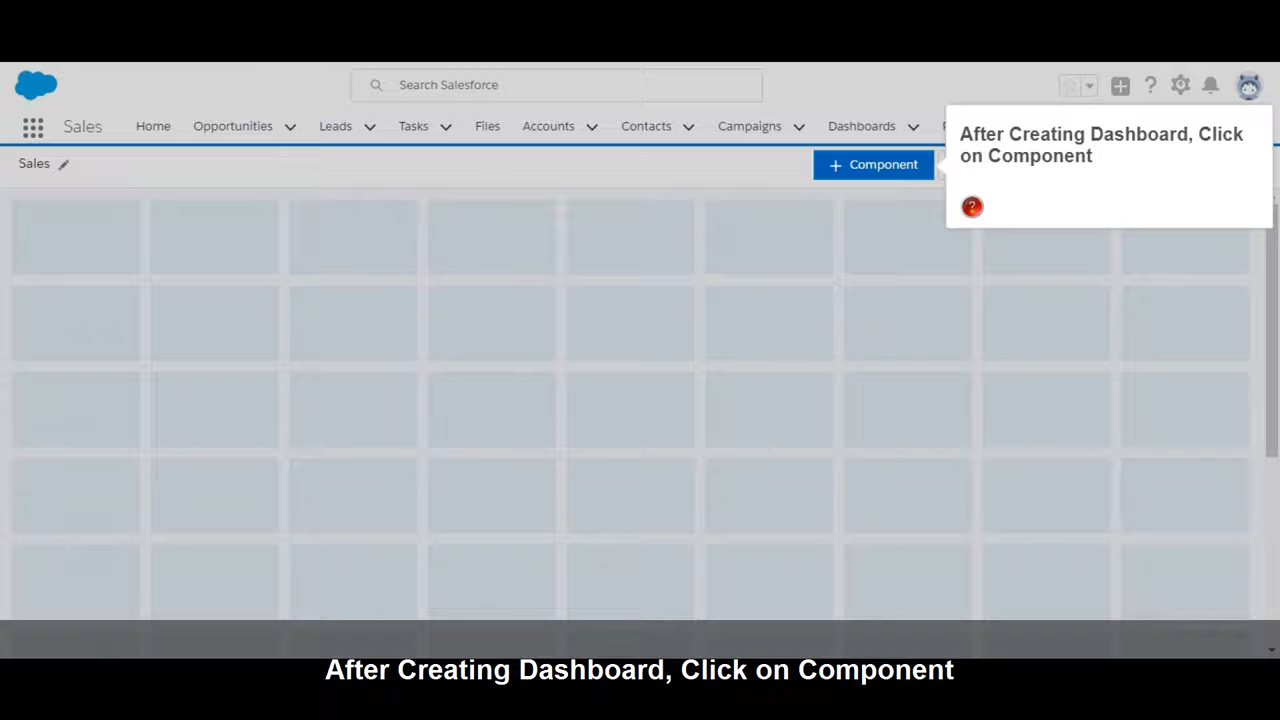 Search Salesforce
Sales Home Opportunities Leads Tasks Files Accounts Contacts Campaigns Dashboards
After Creating Dashboard, Click
on Component
?
Sales
+ Component
After Creating Dashboard, Click on Component